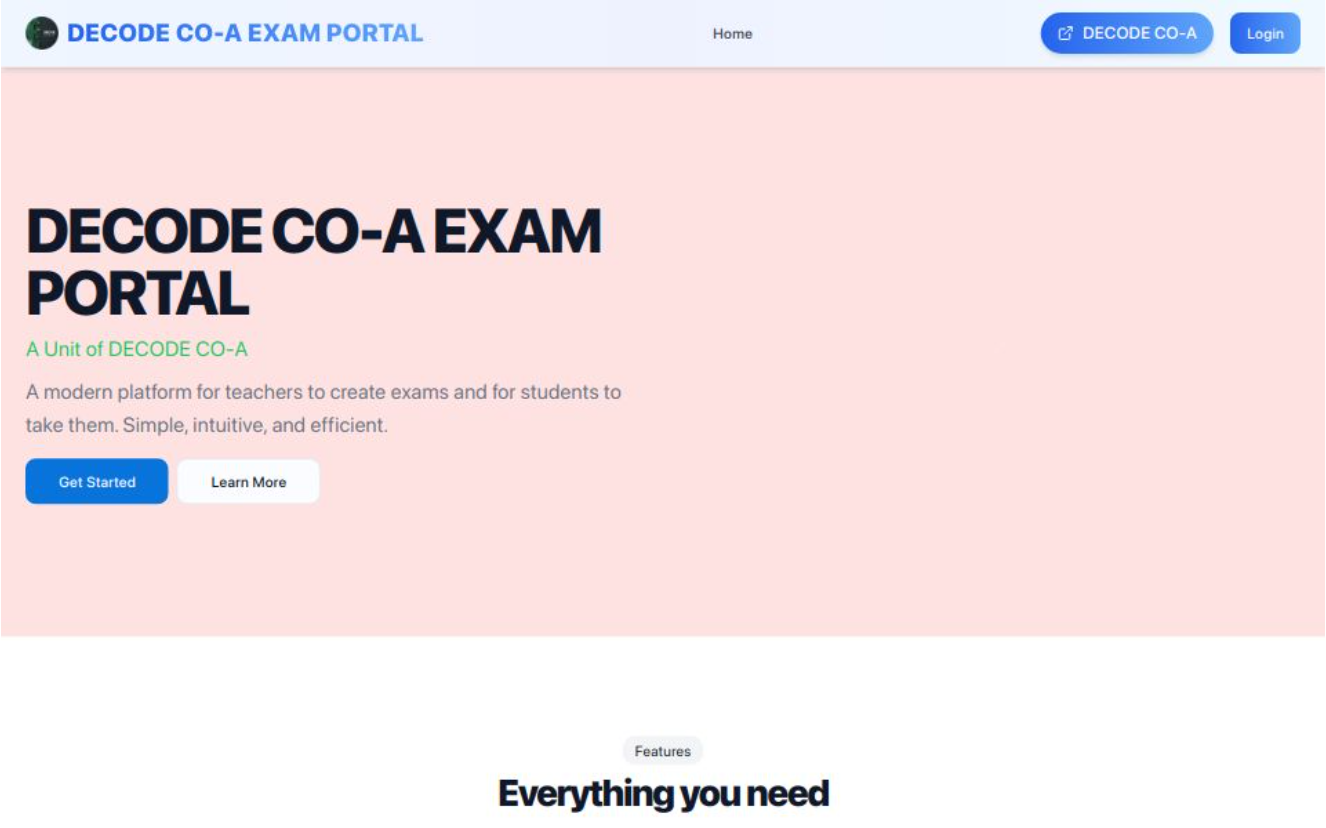 DECODE CO-A EXAM PORTAL
Home
DECODE CO-A
Login
DECODE CO-A EXAM
PORTAL
A Unit of DECODE CO-A
A modern platform for teachers to create exams and for students to
take them. Simple, intuitive, and efficient.
Get Started
Learn More
Features
Everything you need